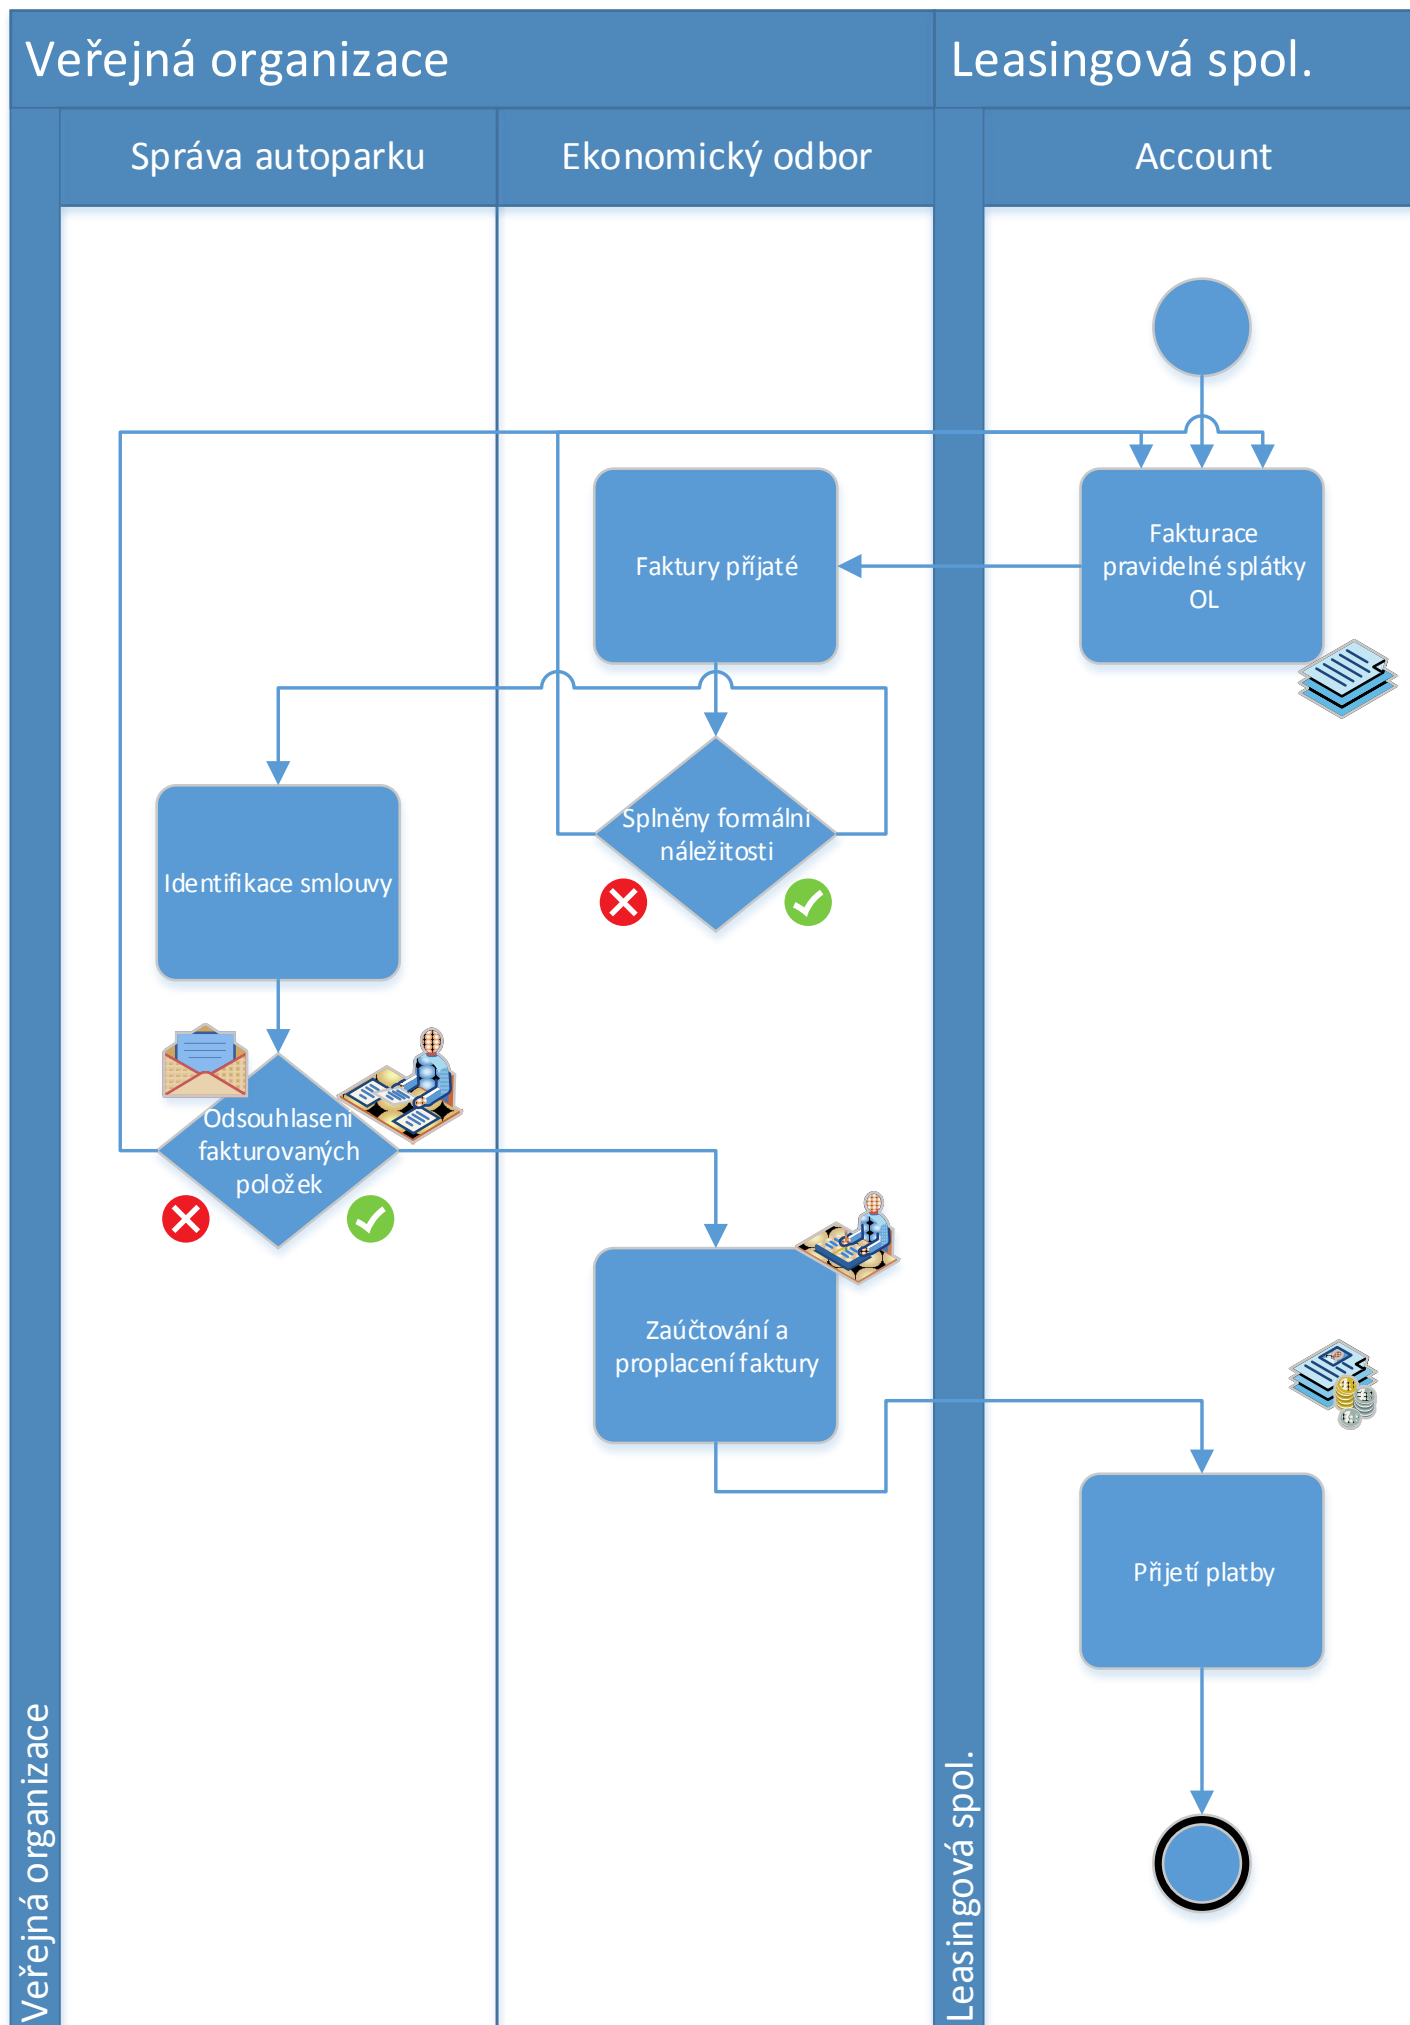 Veřejná organizace
Leasingová spol.
Správa autoparku
Ekonomický odbor
Account
Fakturace
pravidelné splátky
OL
Faktury příjaté
Splněny formální
náležitosti
Identifikace smlouvy
Odsouhlasení
fakturovaných
položek
Zaúčtování a
proplacení faktury
Přijetí platby
Veřejná organizace
Leasingová spol.